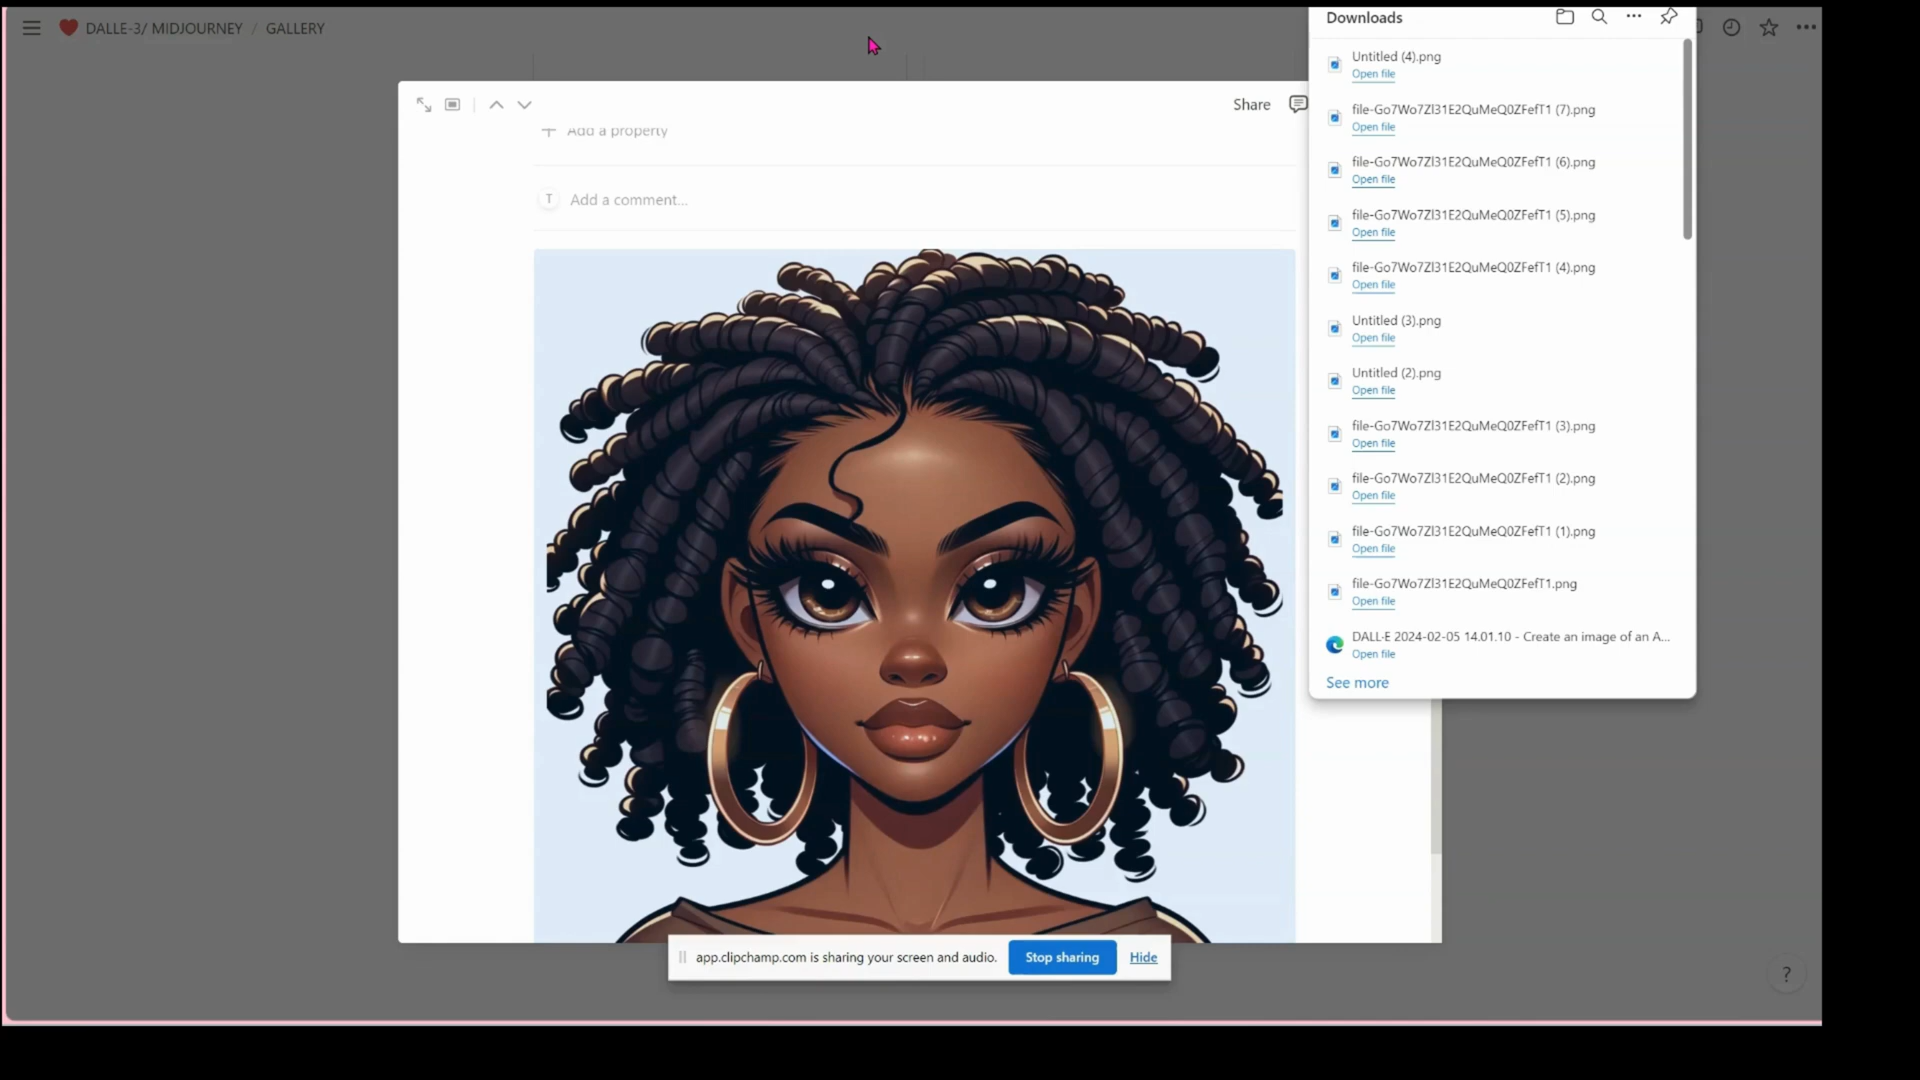 DALLE-3/ MIDJOURNEY / GALLERY
Share
Add a property
T Add a comment...
Downloads
Untitled (4).png
Open file
file-Go7Wo7Zl31E2QuMeQ0ZFefT1 (7).png
Open file
file-Go7Wo7Zl31E2QuMeQ0ZFefT1 (6).png
Open file
file-Go7Wo7Zl31E2QuMeQ0ZFefT1 (5).png
Open file
file-Go7Wo7Zl31E2QuMeQ0ZFefT1 (4).png
Open file
Untitled (3).png
Open file
Untitled (2).png
Open file
file-Go7Wo7Zl31E2QuMeQ0ZFefT1 (3).png
Open file
file-Go7Wo7Zl31E2QuMeQ0ZFefT1 (2).png
Open file
file-Go7Wo7Zl31E2QuMeQ0ZFefT1 (1).png
Open file
file-Go7Wo7Zl31E2QuMeQ0ZFefT1.png
Open file
DALL·E 2024-02-05 14.01.10 - Create an image of an A...
Open file
See more
app.clipchamp.com is sharing your screen and audio.
Stop sharing
Hide
?